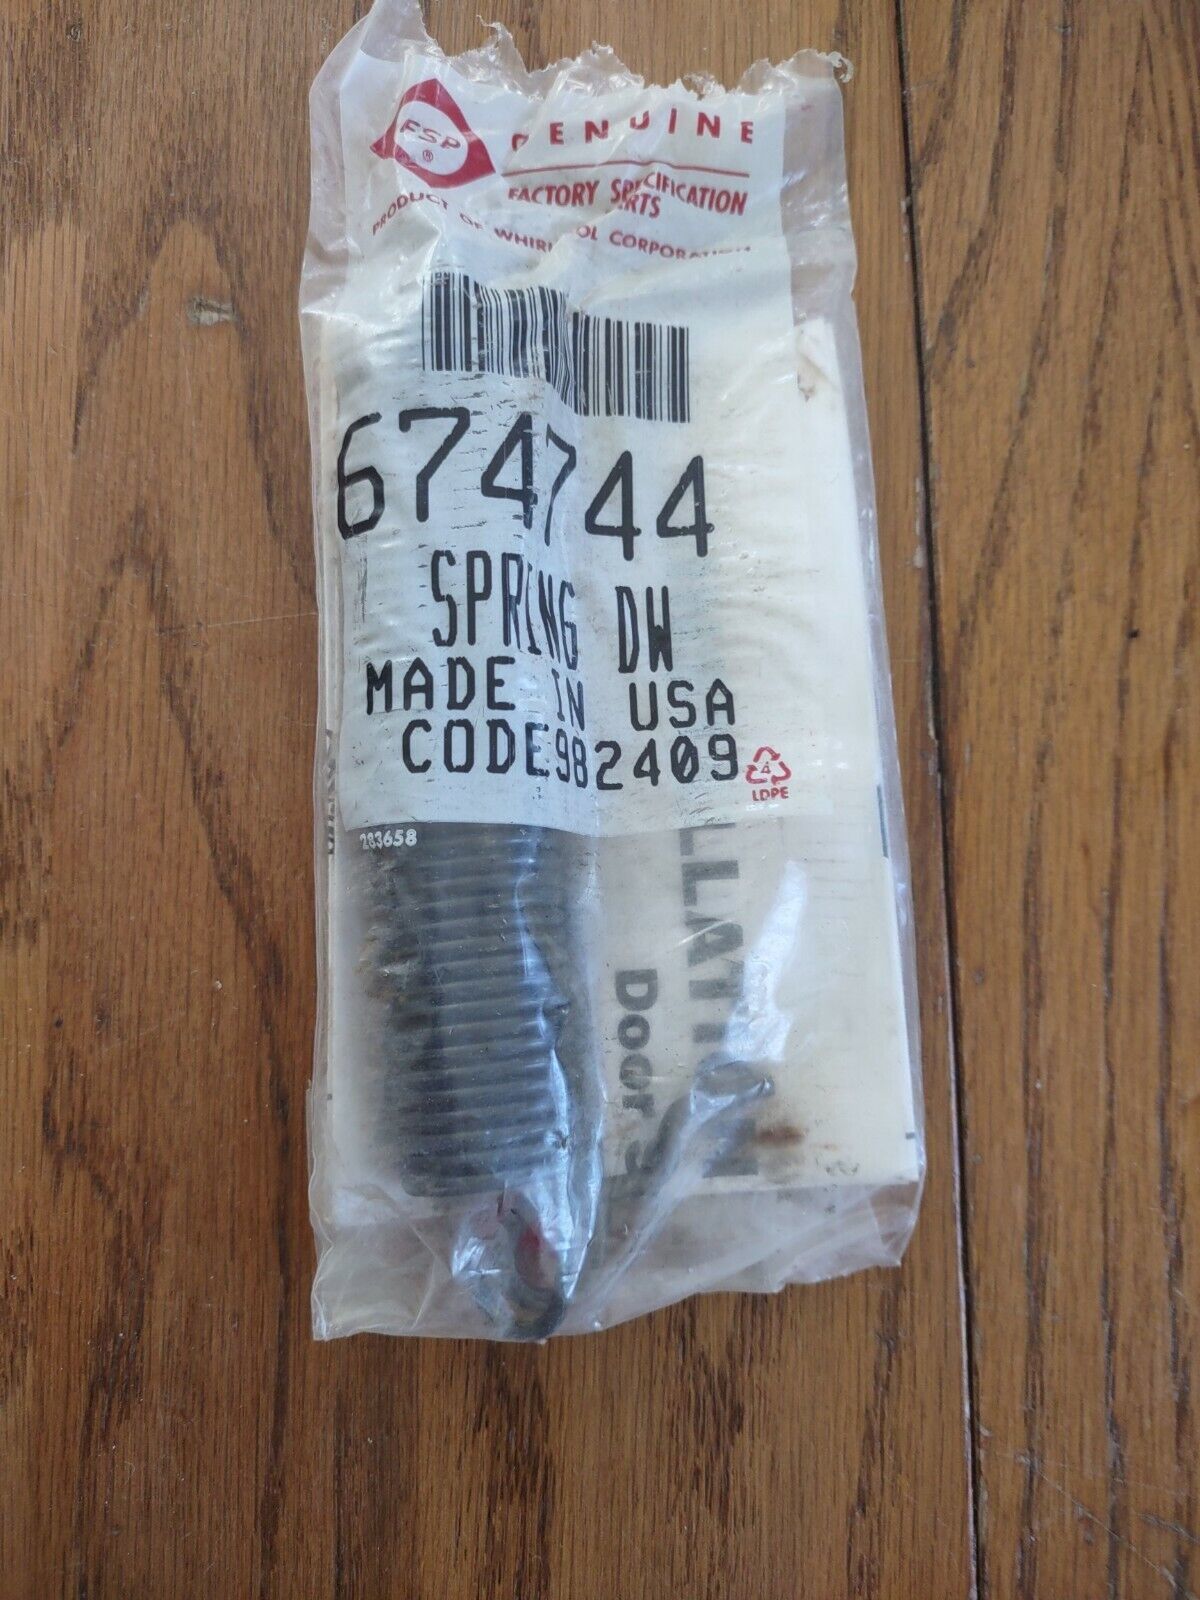 FSP
®
GENUINE
FACTORY SPECIFICATION
PARTS
PRODUCT OF WHIRLPOOL CORPORATION
674744
SPRING DW
MADE IN USA
CODE982409
4
LDPE
283658
Door